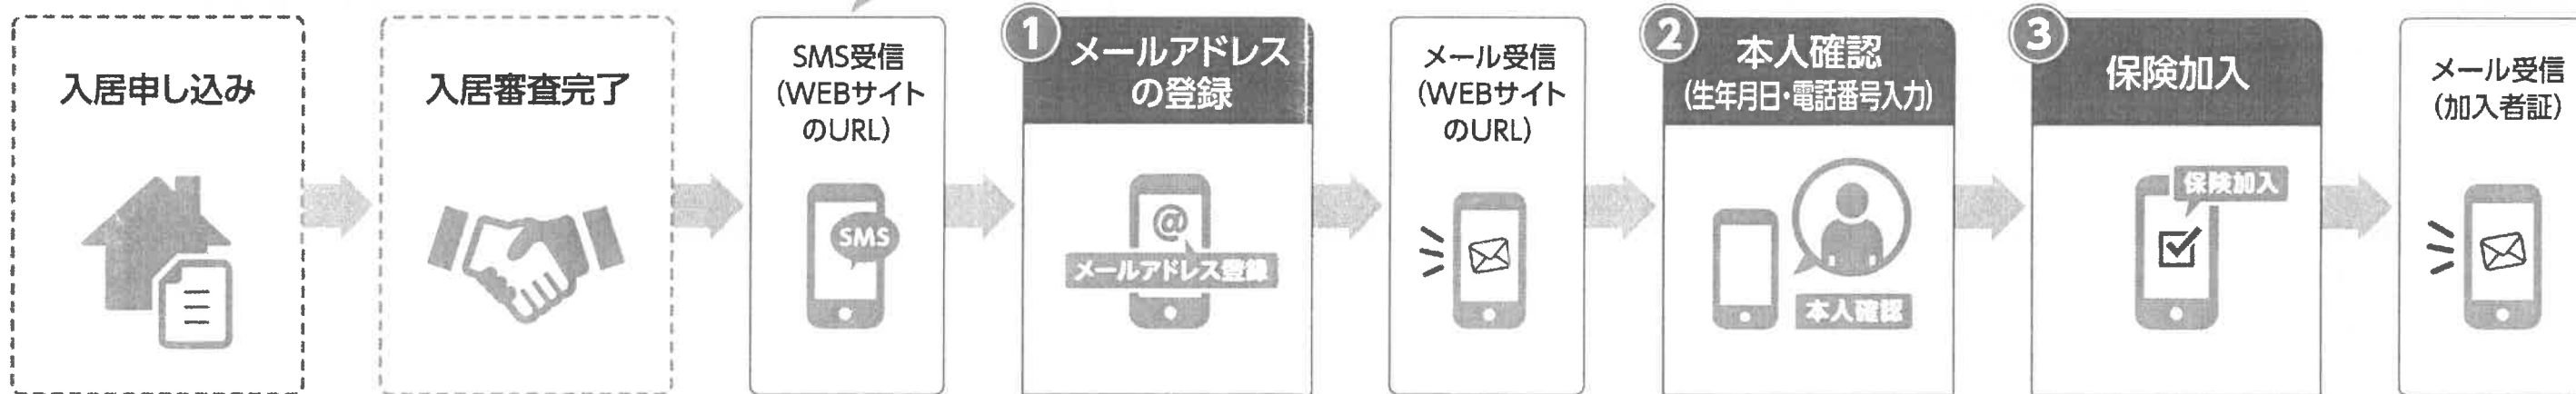 入居申し込み
入居審査完了
SMS受信
(WEBサイト
のURL)
SMS
1
メールアドレス
の登録
@
メールアドレス登録
メール受信
(WEBサイト
のURL)
2
本人確認
(生年月日・電話番号入力)
本人確認
3
保険加入
保険加入
メール受信
(加入者証)